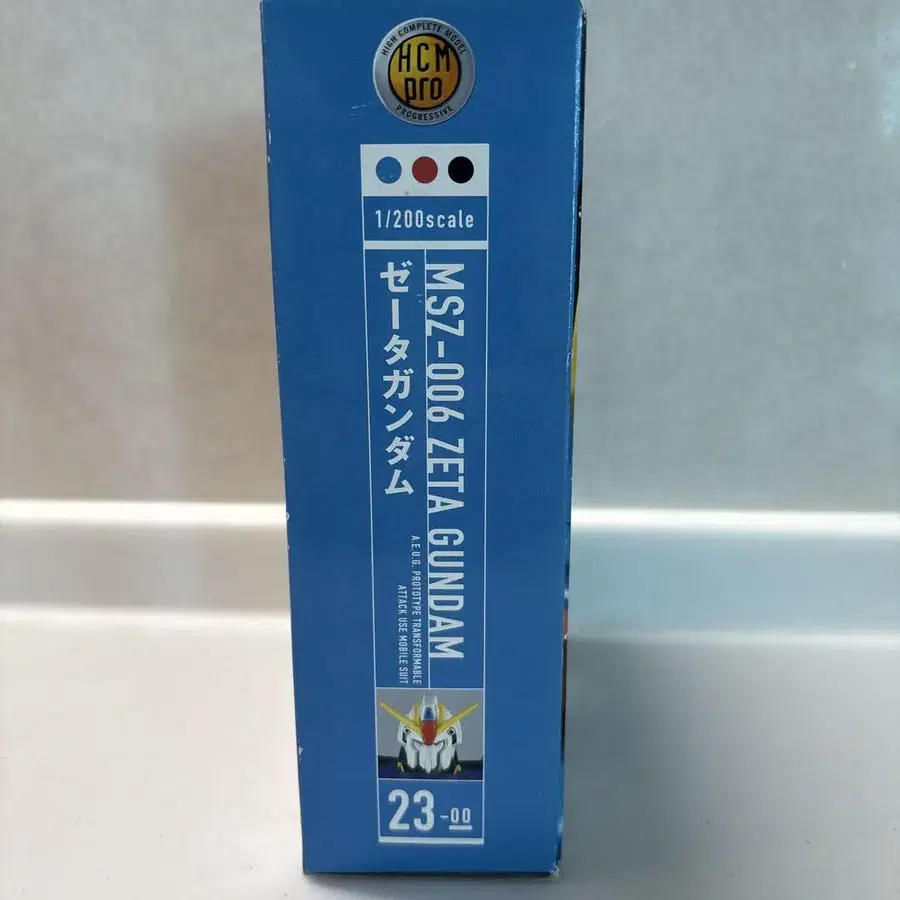 HIGH COMPLETE MODEL
HCM
pro
PROGRESSIVE
1/200scale
MSZ-006 ZETA GUNDAM
ゼータガンダム
A.E.U.G. PROTOTYPE TRANSFORMABLE
ATTACK USE MOBILE SUIT
23-00